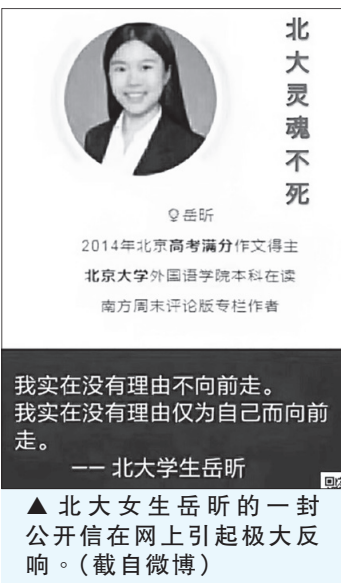 北大灵魂不死
♀岳昕
2014年北京高考满分作文得主
北京大学外国语学院本科在读
南方周末评论版专栏作者
我实在没有理由不向前走。
我实在没有理由仅为自己而向前
走。
—— 北大学生岳昕
▲北大女生岳昕的一封
公开信在网上引起极大反
响。(截自微博)